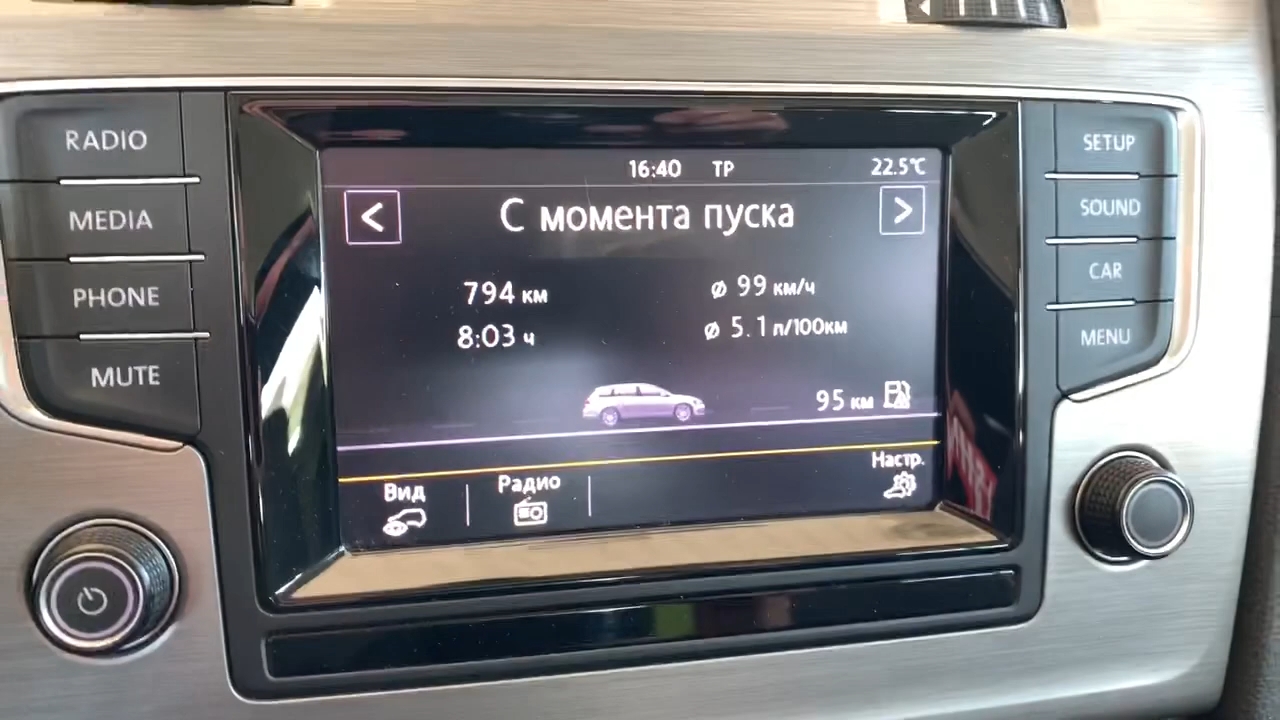 RADIO
MEDIA
PHONE
MUTE
16:40 TP 22.5°C
< С момента пуска >
794 км ⌀ 99 км/ч
8:03 ч ⌀ 5.1 л/100км
95 км
Вид Радио Настр.
SETUP
SOUND
CAR
MENU